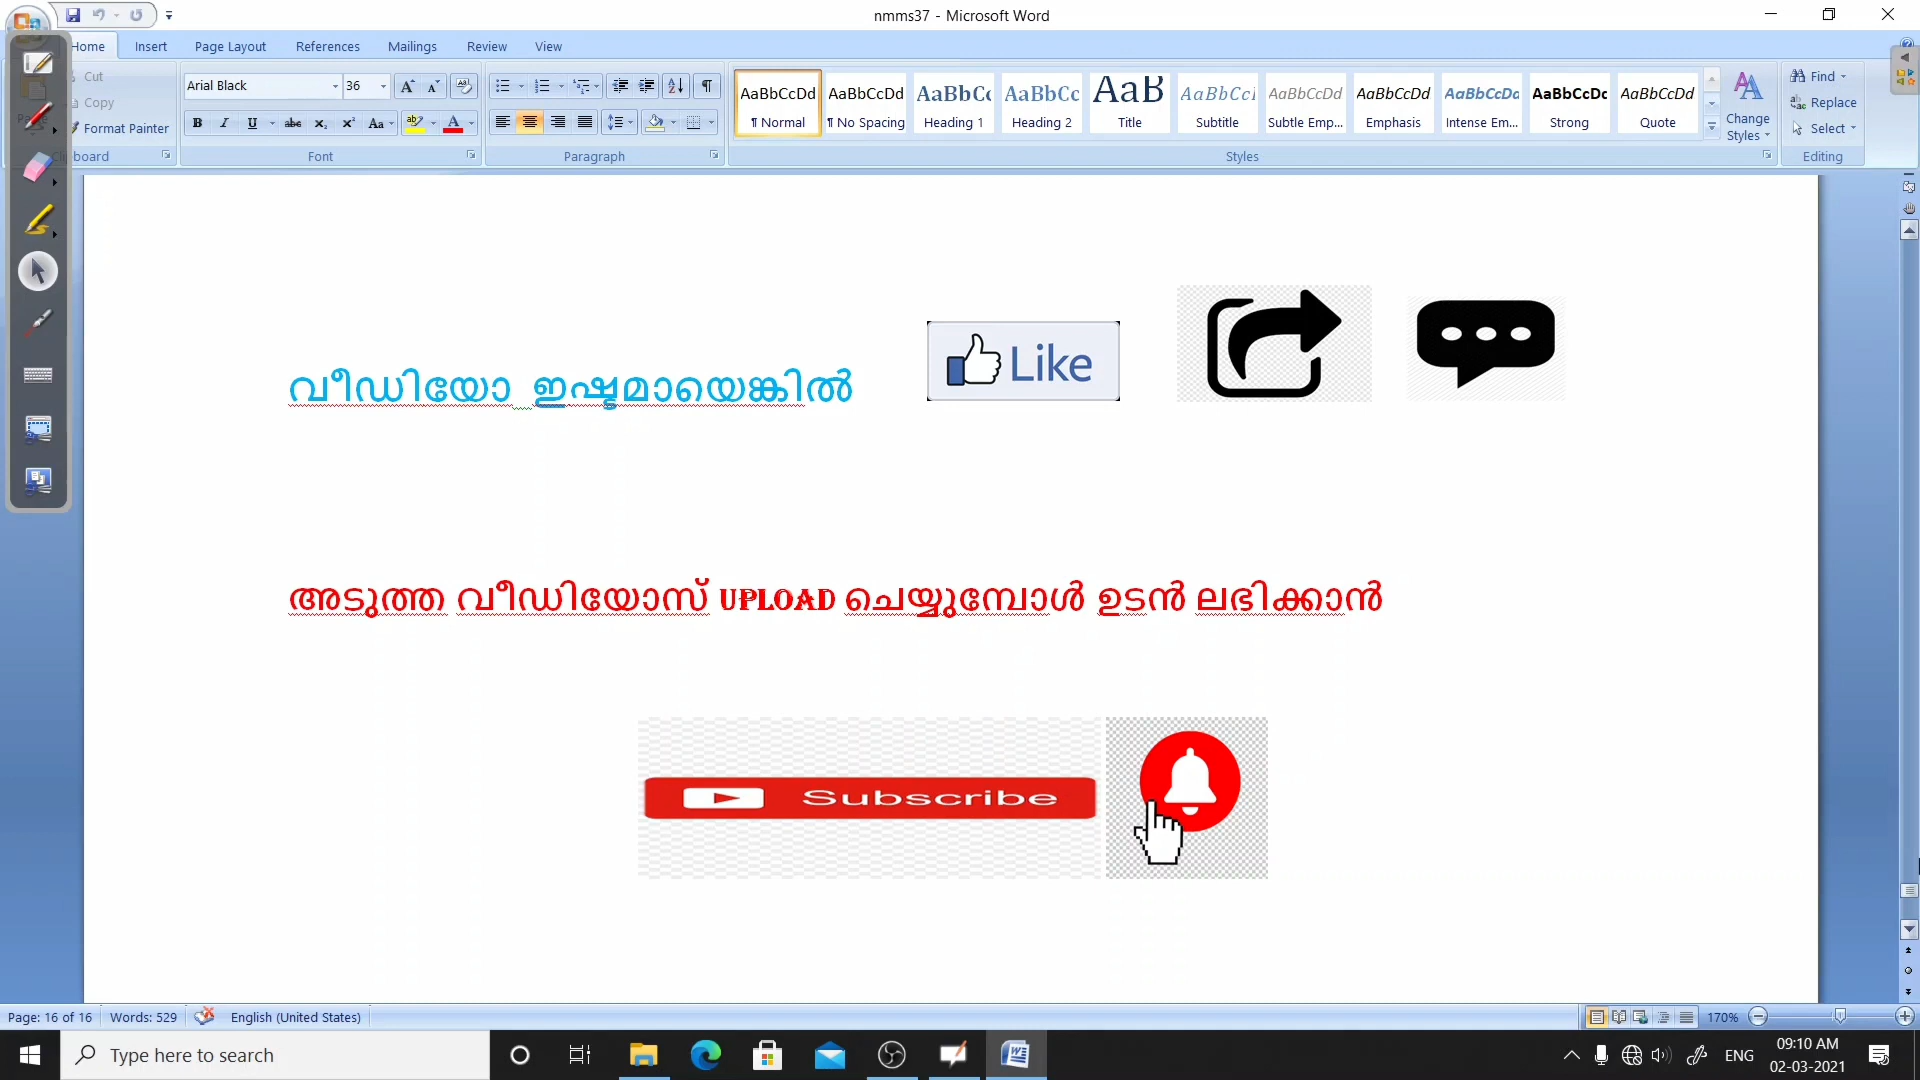 nmms37 - Microsoft Word
Home Insert Page Layout References Mailings Review View
Cut
Copy
Format Painter
Arial Black 36
AaBbCcDd AaBbCcDd AaBbCc AaBbCc AaB AaBbCcI AaBbCcDd AaBbCcDd AaBbCcDd AaBbCcDc AaBbCcDd
¶ Normal ¶ No Spacing Heading 1 Heading 2 Title Subtitle Subtle Emp... Emphasis Intense Em... Strong Quote
Change Styles
Find
Replace
Select
Font Paragraph Styles Editing
Like
വീഡിയോ ഇഷ്ടമായെങ്കിൽ
അടുത്ത വീഡിയോസ് UPLOAD ചെയ്യുമ്പോൾ ഉടൻ ലഭിക്കാൻ
Subscribe
Page: 16 of 16 Words: 529 English (United States) 170%
Type here to search
ENG
09:10 AM
02-03-2021